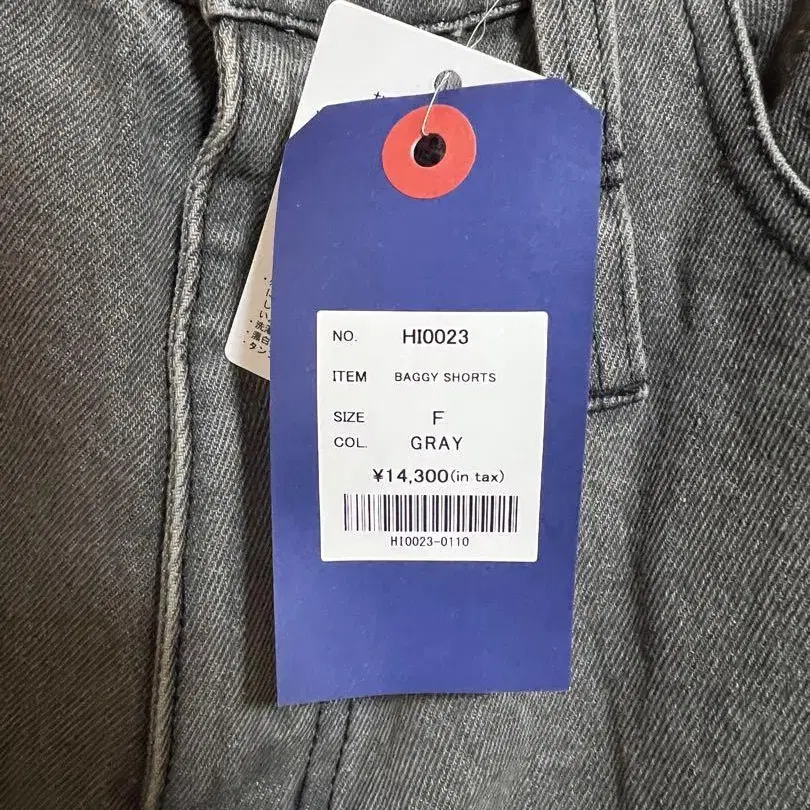 NO. HI0023
ITEM BAGGY SHORTS
SIZE F
COL. GRAY
¥14,300(in tax)
HI0023-0110